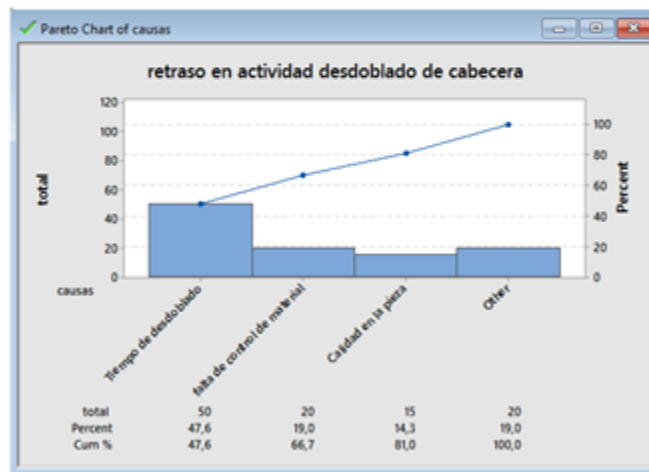 Pareto Chart of causas
retraso en actividad desdoblado de cabecera
120
100
80
60
40
20
0
total
100
80
60
40
20
0
Percent
causas
Tiempo de desdoblado
falta de control de material
Calidad en la pieza
Other
total 50 20 15 20
Percent 47,6 19,0 14,3 19,0
Cum % 47,6 66,7 81,0 100,0